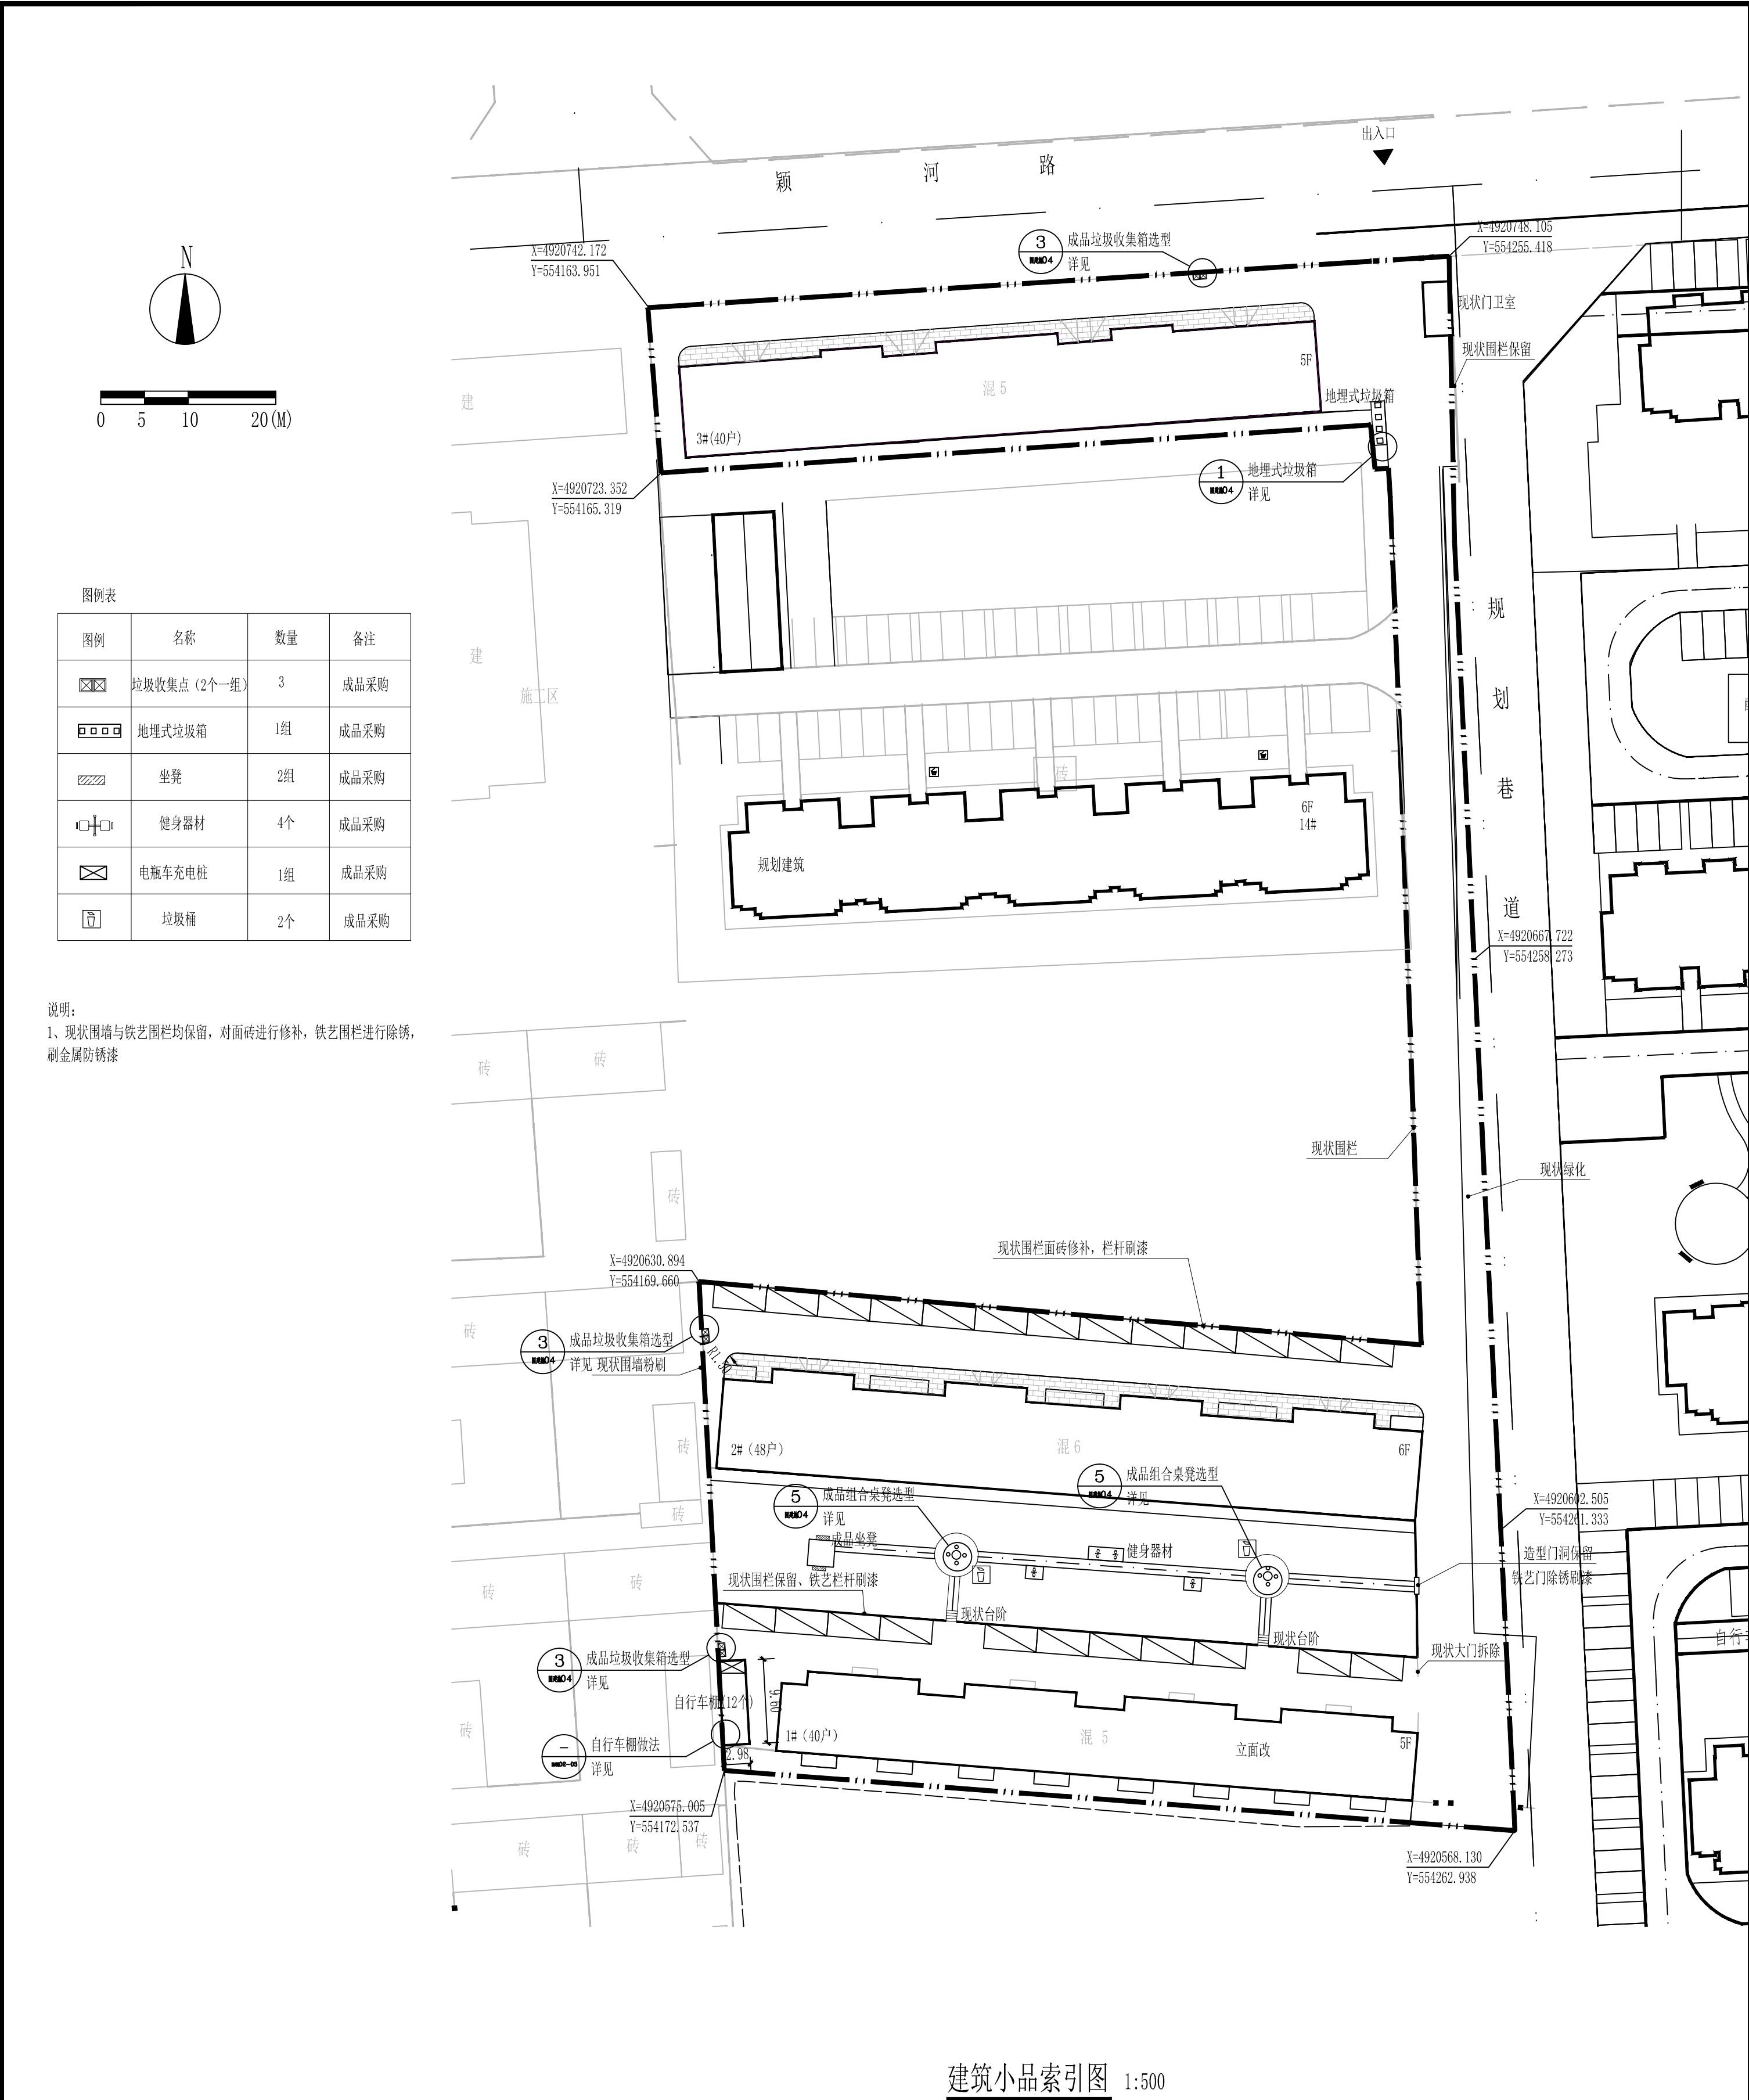 出入口
颖 河 路
X=4920742.172
Y=554163.951
3
04
成品垃圾收集箱选型
详见
X=4920748.105
Y=554255.418
N
现状门卫室
现状围栏保留
0 5 10 20(M)
建
混 5
5F
地埋式垃圾箱
3#(40户)
X=4920723.352
Y=554165.319
1
04
地埋式垃圾箱
详见
规划巷道
图例表
图例 名称 数量 备注
垃圾收集点（2个一组） 3 成品采购
地埋式垃圾箱 1组 成品采购
坐凳 2组 成品采购
健身器材 4个 成品采购
电瓶车充电桩 1组 成品采购
垃圾桶 2个 成品采购
建
施工区
砖
6F
14#
规划建筑
X=4920667.722
Y=554258.273
说明：
1、现状围墙与铁艺围栏均保留，对面砖进行修补，铁艺围栏进行除锈，
刷金属防锈漆
砖
砖
砖
现状围栏
现状绿化
现状围栏面砖修补，栏杆刷漆
X=4920630.894
Y=554169.660
砖
3
04
成品垃圾收集箱选型
详见
现状围墙粉刷
R1.50
砖
2#（48户）
混 6
6F
5
04
成品组合桌凳选型
详见
5
04
成品组合桌凳选型
详见
X=4920602.505
Y=554261.333
砖
成品坐凳
健身器材
造型门洞保留
铁艺门除锈刷漆
砖
砖
现状围栏保留、铁艺栏杆刷漆
现状台阶
现状台阶
现状大门拆除
自行
3
04
成品垃圾收集箱选型
详见
自行车棚(12个)
9.60
砖
1#（40户）
混 5
立面改
5F
—
02-03
自行车棚做法
详见
2.98
X=4920575.005
Y=554172.537
砖
砖
砖
X=4920568.130
Y=554262.938
建筑小品索引图 1:500